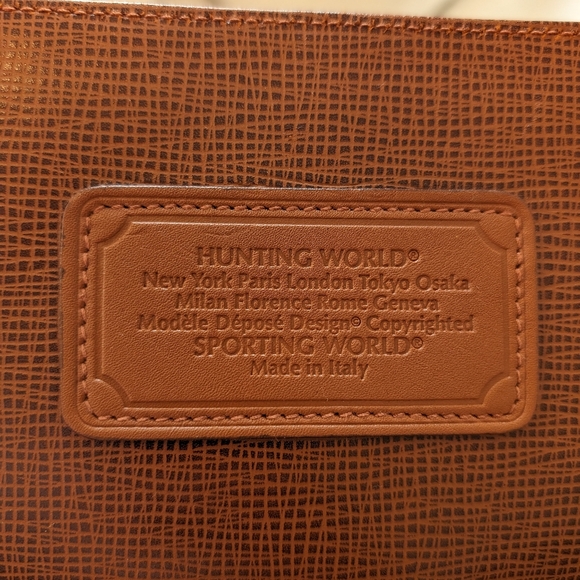 HUNTING WORLD®
New York Paris London Tokyo Osaka
Milan Florence Rome Geneva
Modèle Déposé Design© Copyrighted
SPORTING WORLD®
Made in Italy